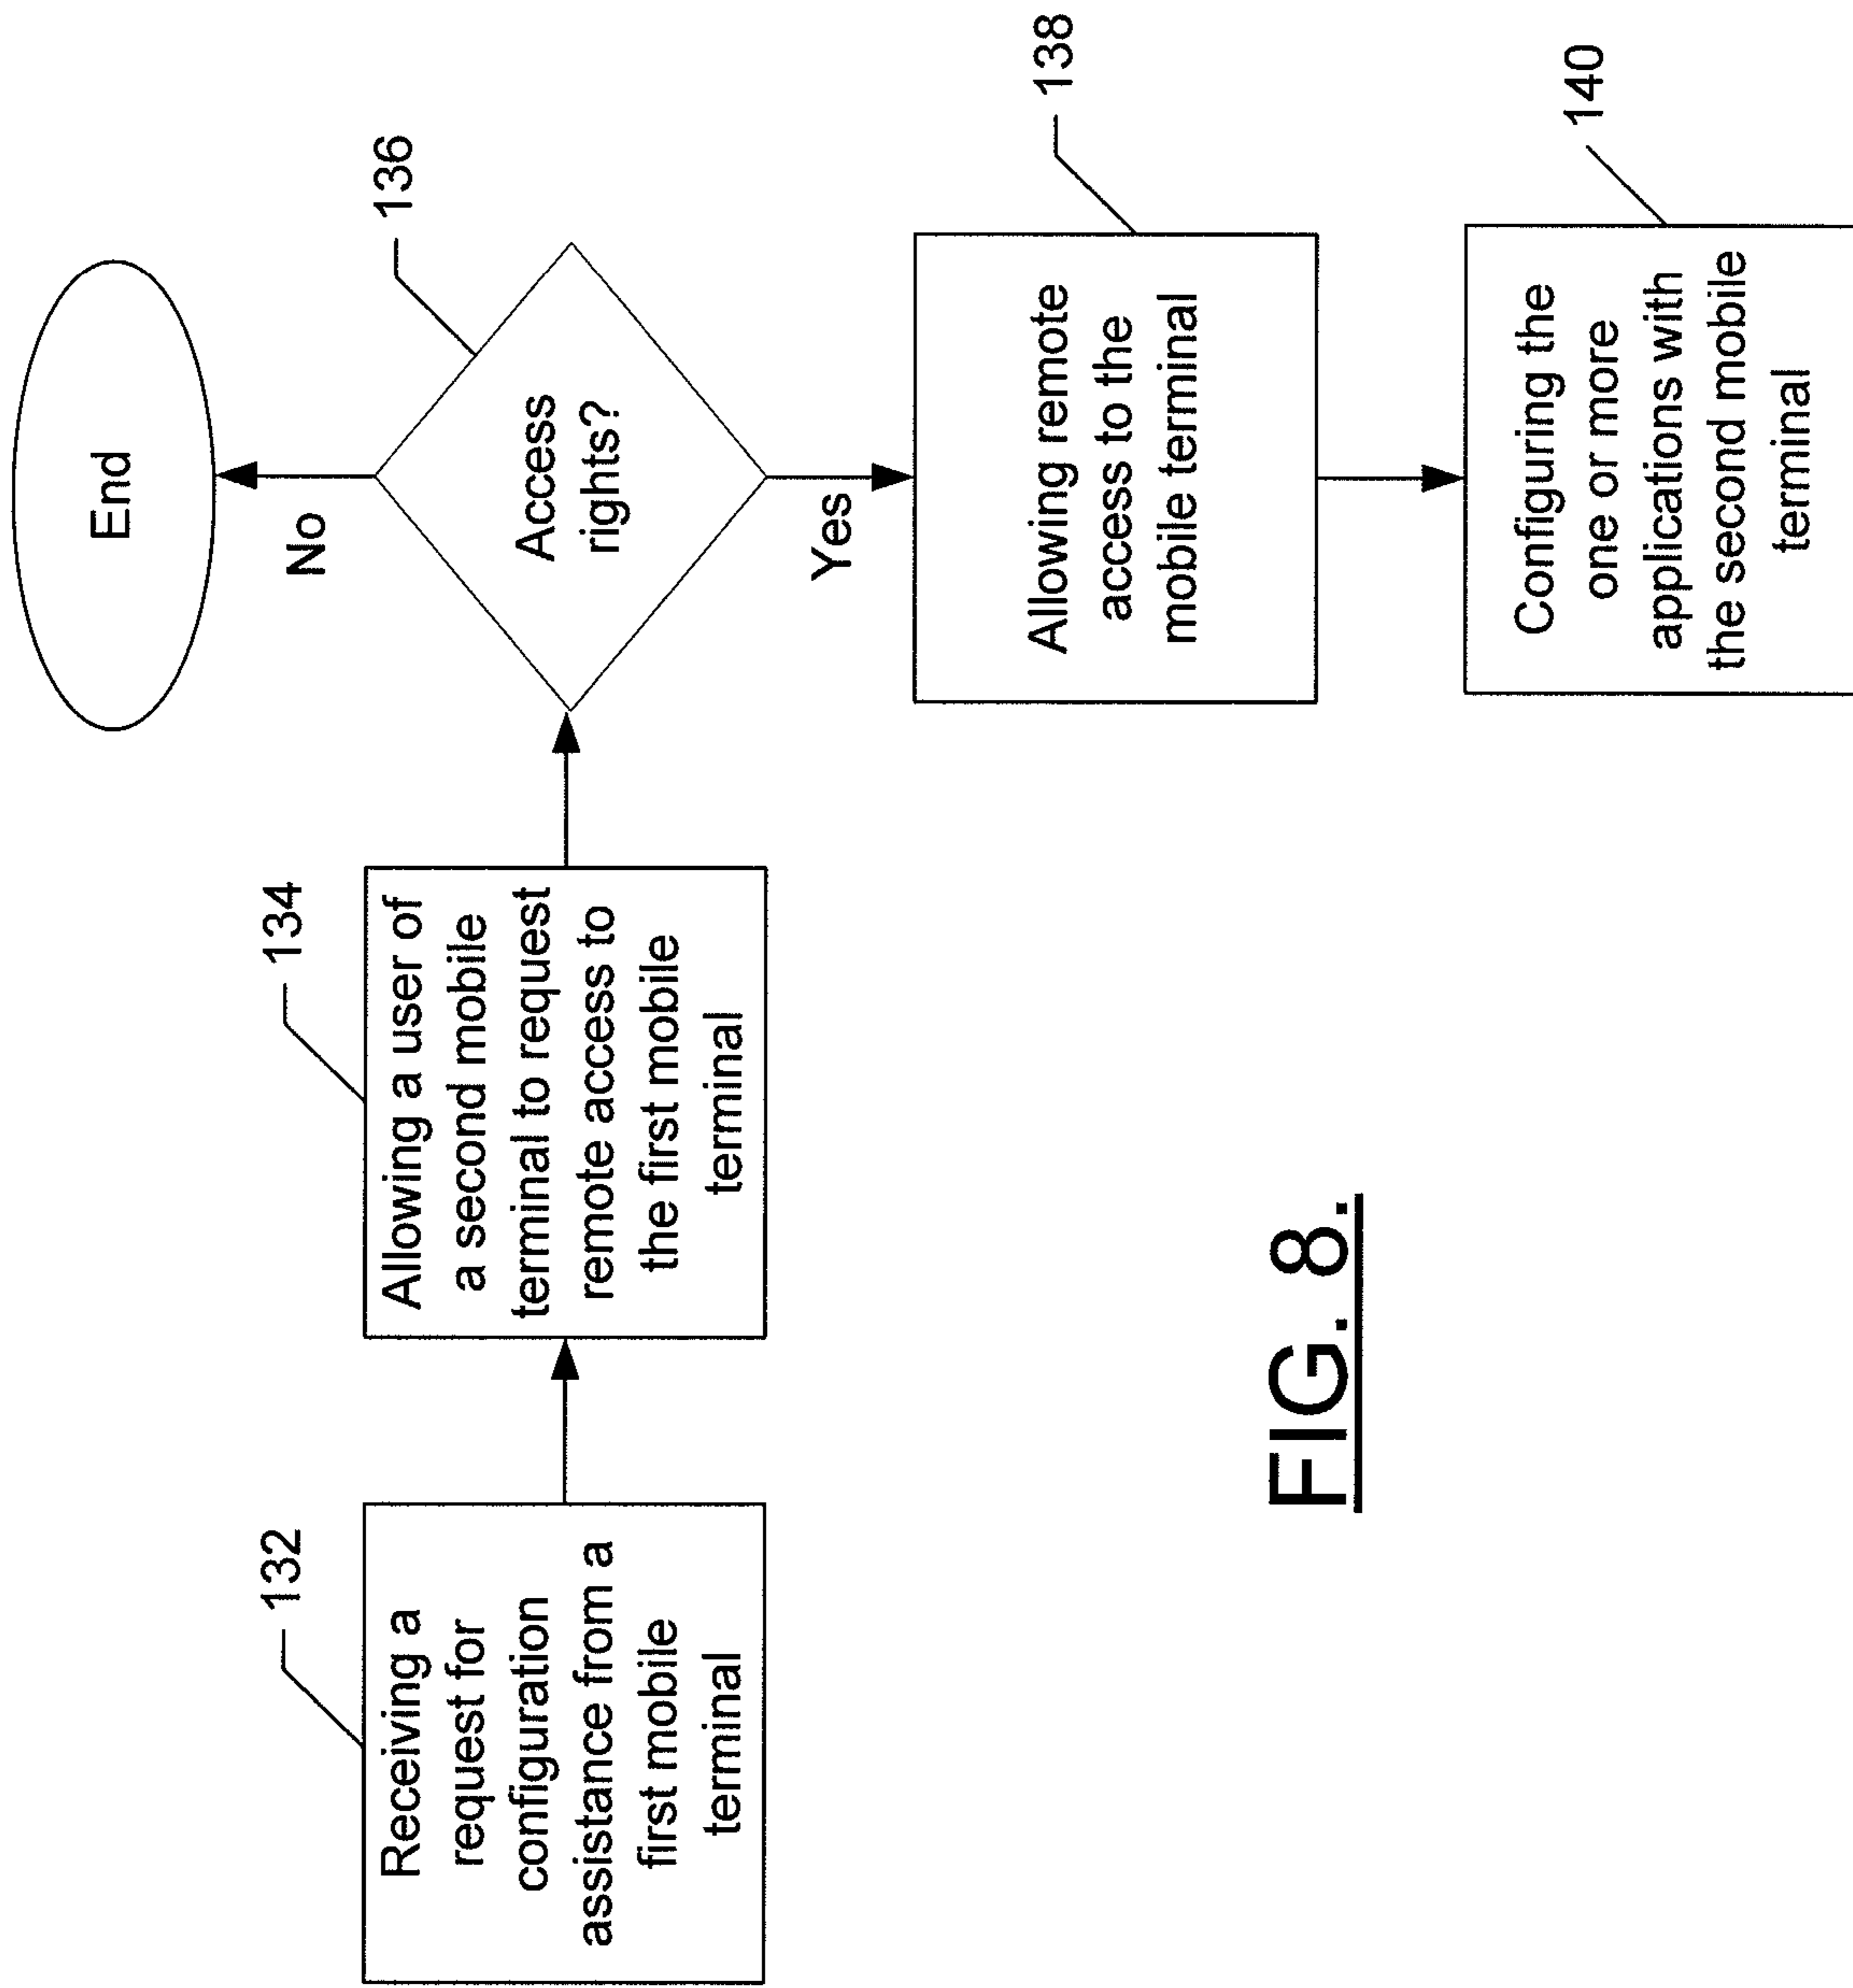 132
Receiving a
request for
configuration
assistance from a
first mobile
terminal
134
Allowing a user of
a second mobile
terminal to request
remote access to
the first mobile
terminal
136
Access
rights?
No
End
Yes
138
Allowing remote
access to the
mobile terminal
140
Configuring the
one or more
applications with
the second mobile
terminal
FIG. 8.